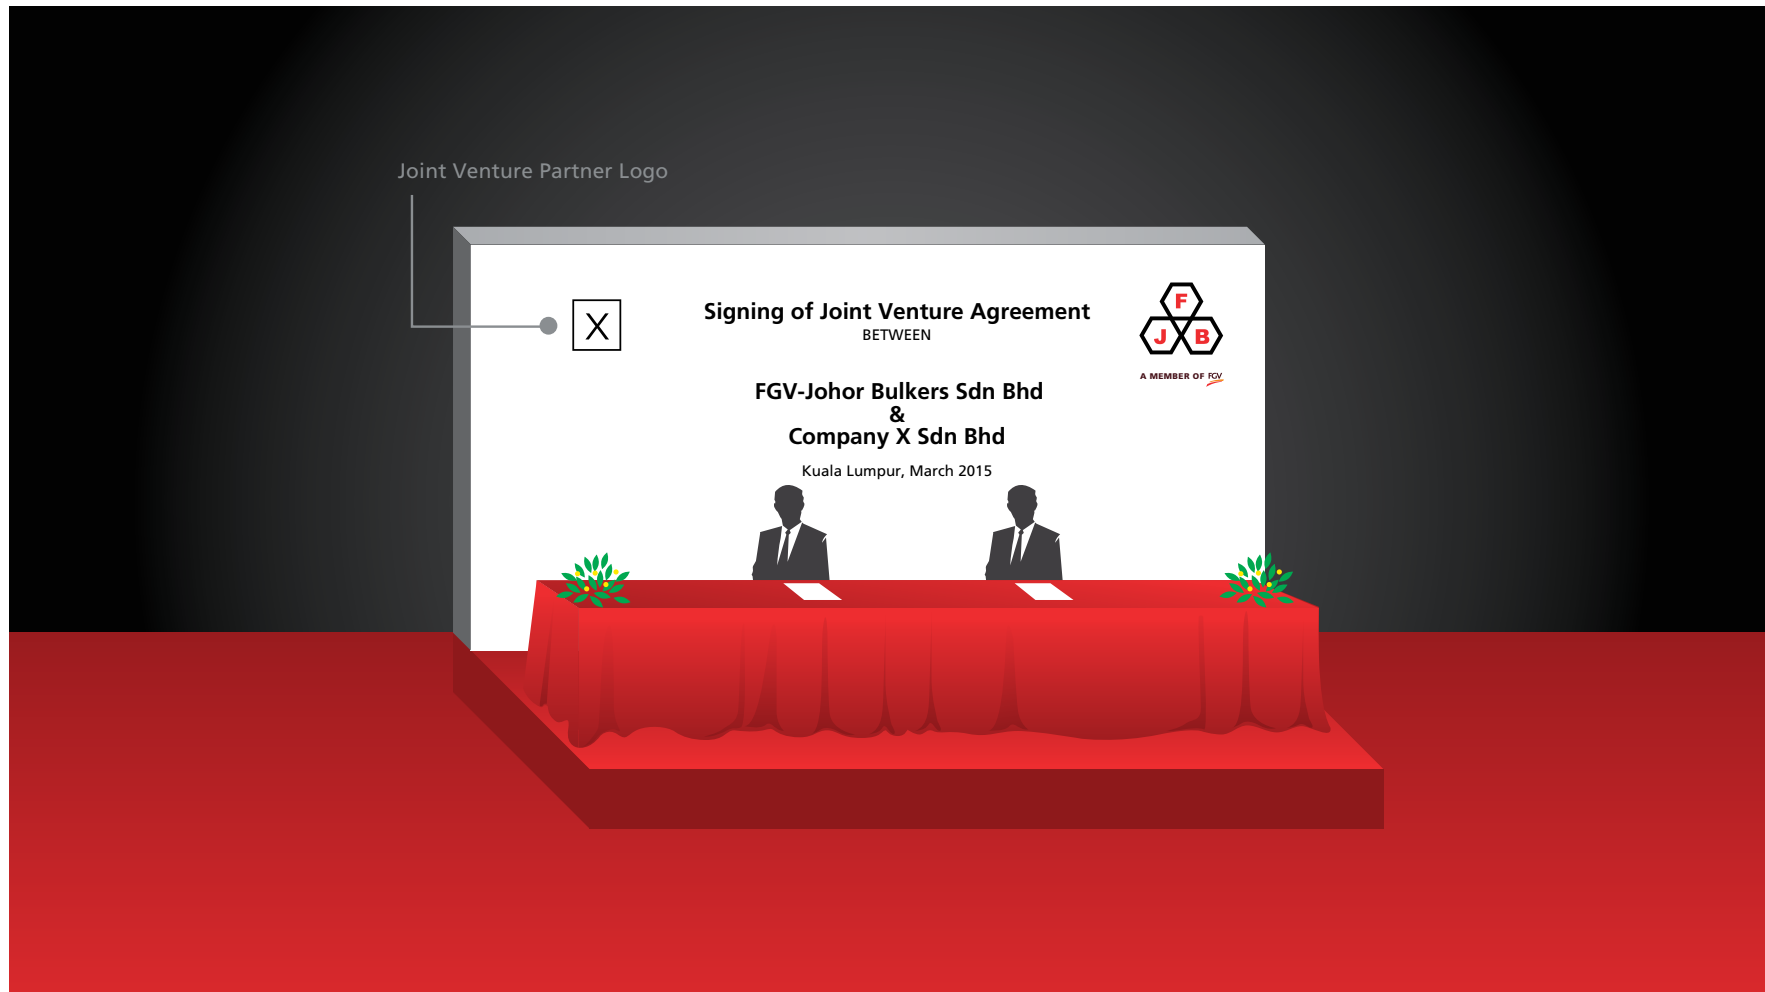 Joint Venture Partner Logo
X
Signing of Joint Venture Agreement
BETWEEN
FGV-Johor Bulkers Sdn Bhd
&
Company X Sdn Bhd
Kuala Lumpur, March 2015
F
J B
A MEMBER OF FGV